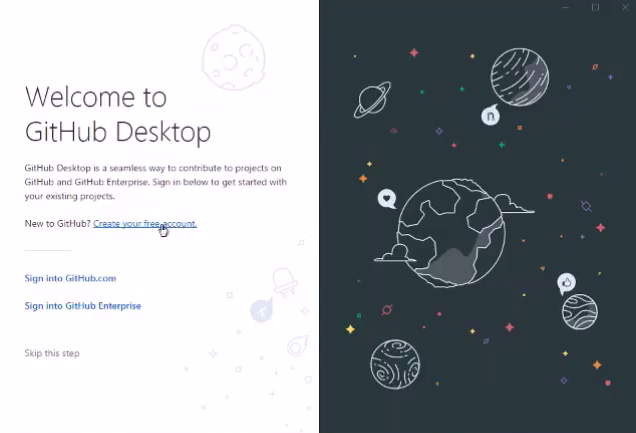 Welcome to
GitHub Desktop
GitHub Desktop is a seamless way to contribute to projects on
GitHub and GitHub Enterprise. Sign in below to get started with
your existing projects.
New to GitHub? Create your free account.
Sign into GitHub.com
Sign into GitHub Enterprise
Skip this step
n